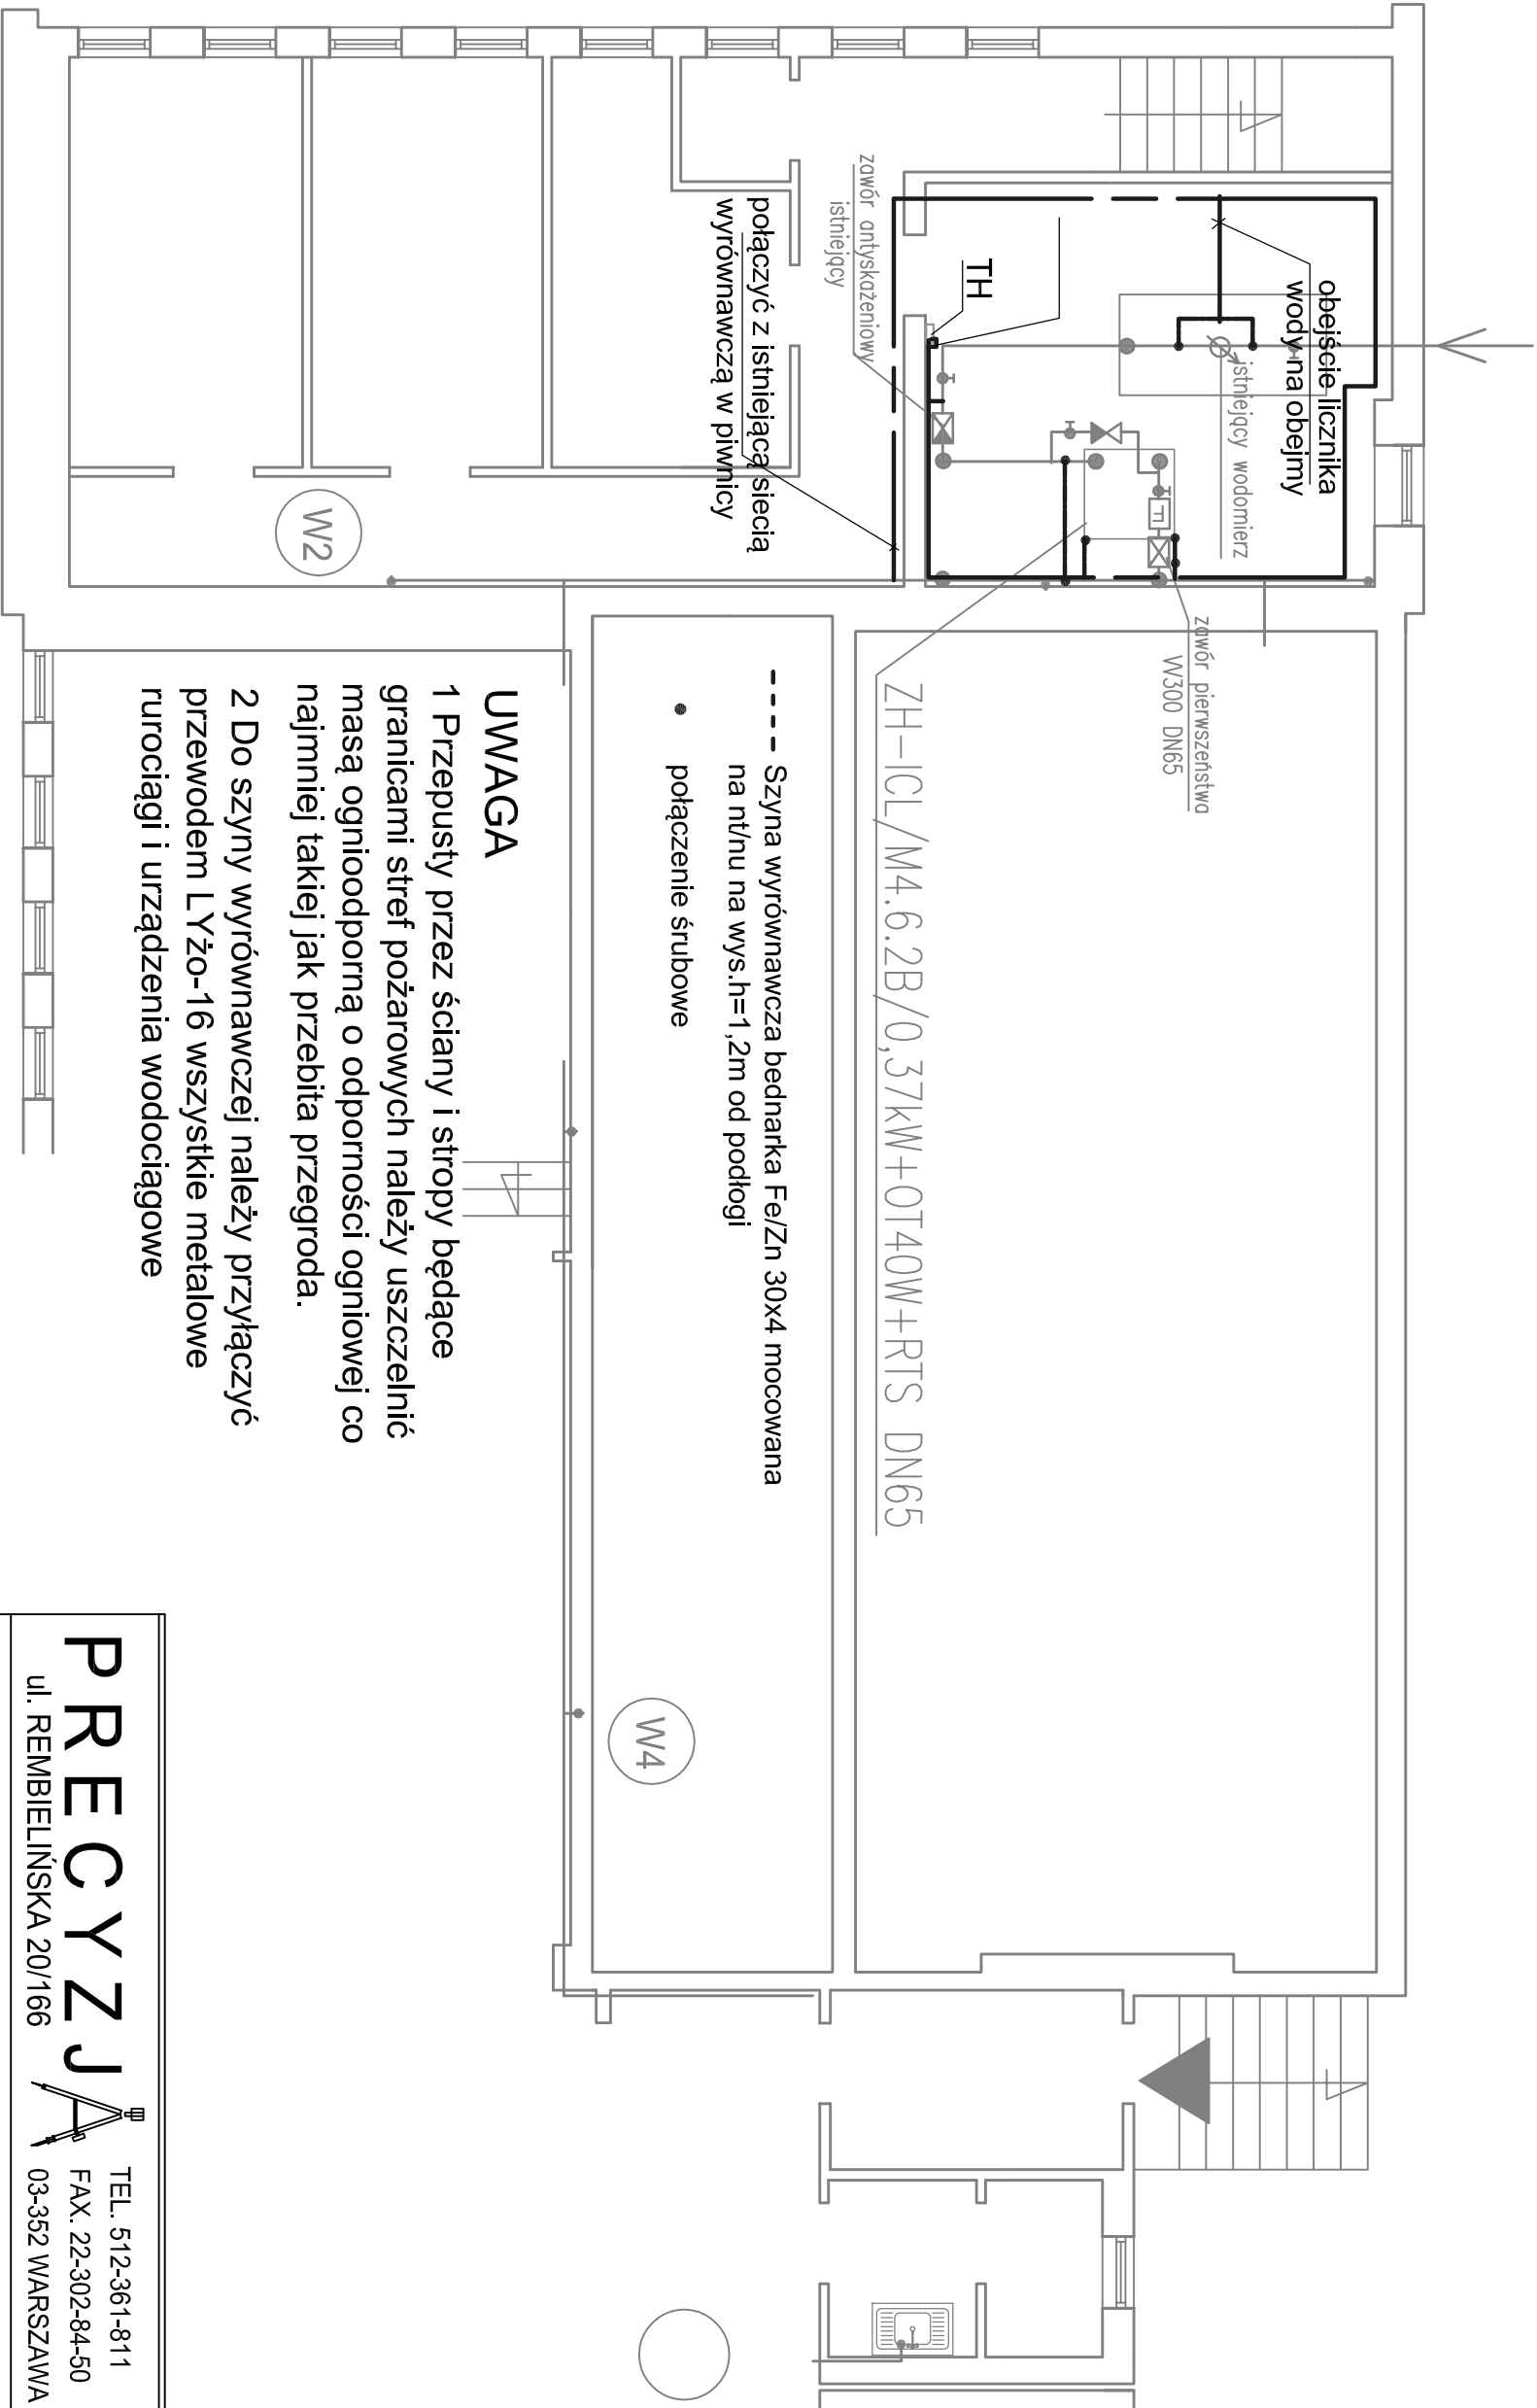 obejście licznika
wody na obejmy
istniejący wodomierz
TH
zawór antyskażeniowy
istniejący
połączyć z istniejącą siecią
wyrównawczą w piwnicy
zawór pierwszeństwa
W300 DN65
ZH-ICL/M4.6.2B/0,37kW+OT40W+RTS DN65
F
Szyna wyrównawcza bednarka Fe/Zn 30x4 mocowana
na nt/nu na wys.h=1,2m od podłogi
połączenie śrubowe
W2
W4
UWAGA
1 Przepusty przez ściany i stropy będące
granicami stref pożarowych należy uszczelnić
masą ognioodporną o odporności ogniowej co
najmniej takiej jak przebita przegroda.
2 Do szyny wyrównawczej należy przyłączyć
przewodem LYżo-16 wszystkie metalowe
rurociągi i urządzenia wodociągowe
PRECYZJA
ul. REMBIELIŃSKA 20/166
TEL. 512-361-811
FAX. 22-302-84-50
03-352 WARSZAWA